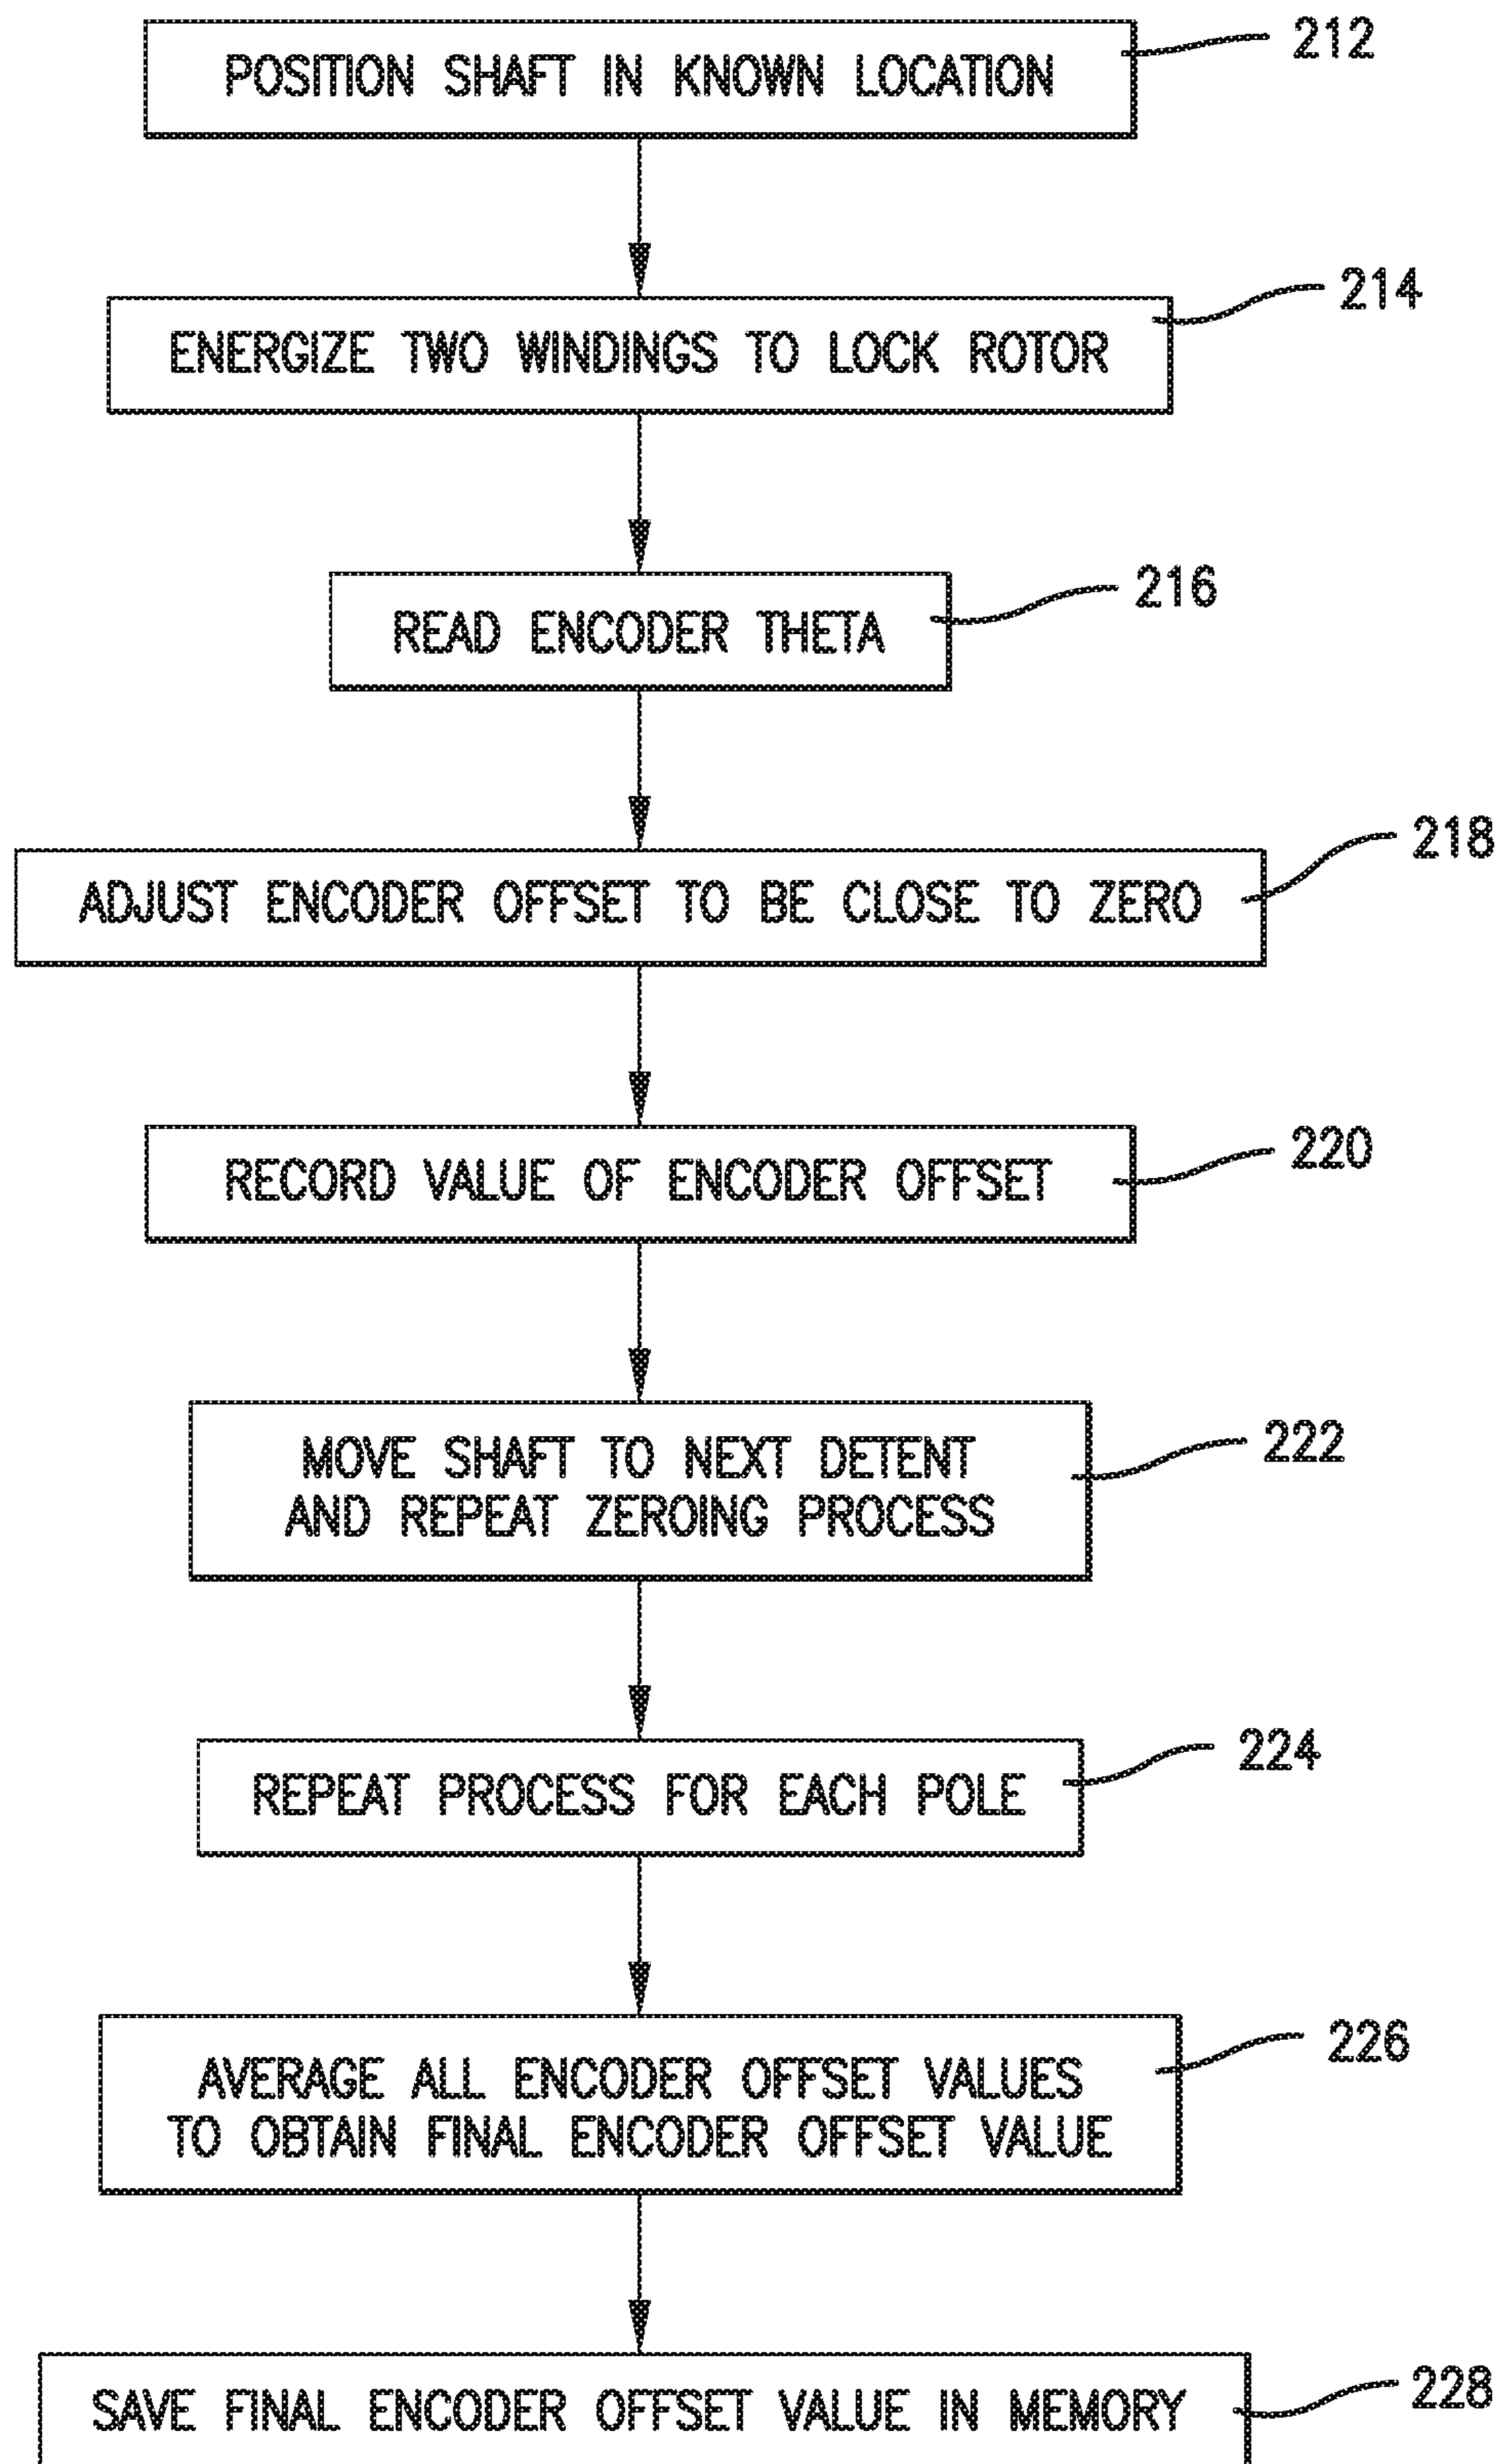 POSITION SHAFT IN KNOWN LOCATION
212
ENERGIZE TWO WINDINGS TO LOCK ROTOR
214
READ ENCODER THETA
216
ADJUST ENCODER OFFSET TO BE CLOSE TO ZERO
218
RECORD VALUE OF ENCODER OFFSET
220
MOVE SHAFT TO NEXT DETENT
AND REPEAT ZEROING PROCESS
222
REPEAT PROCESS FOR EACH POLE
224
AVERAGE ALL ENCODER OFFSET VALUES
TO OBTAIN FINAL ENCODER OFFSET VALUE
226
SAVE FINAL ENCODER OFFSET VALUE IN MEMORY
228